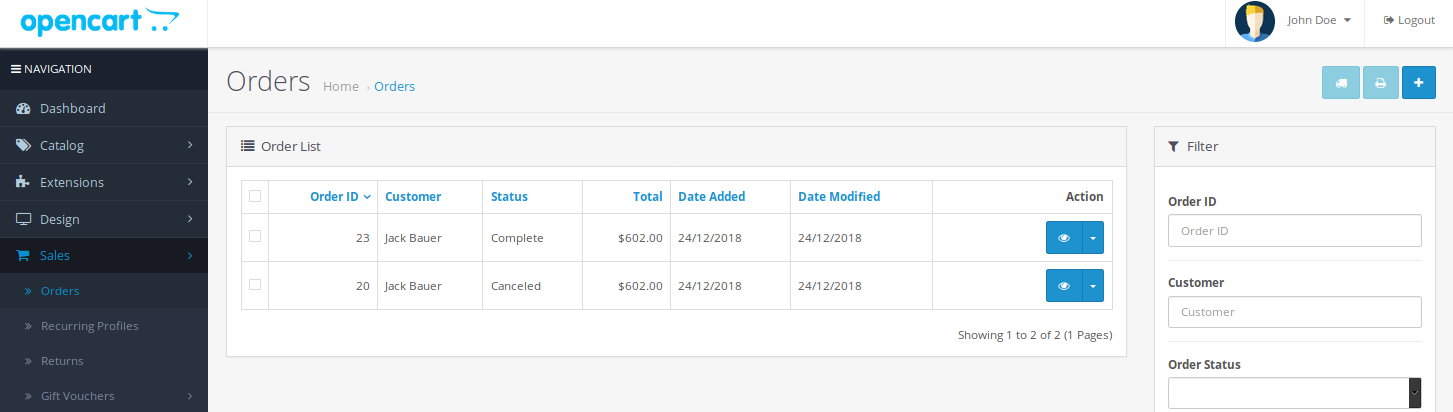 opencart
John Doe
Logout
NAVIGATION
Dashboard
Catalog
Extensions
Design
Sales
Orders
Recurring Profiles
Returns
Gift Vouchers
Orders
Home › Orders
Order List
Order ID Customer Status Total Date Added Date Modified Action
23 Jack Bauer Complete $602.00 24/12/2018 24/12/2018
20 Jack Bauer Canceled $602.00 24/12/2018 24/12/2018
Showing 1 to 2 of 2 (1 Pages)
Filter
Order ID
Order ID
Customer
Customer
Order Status